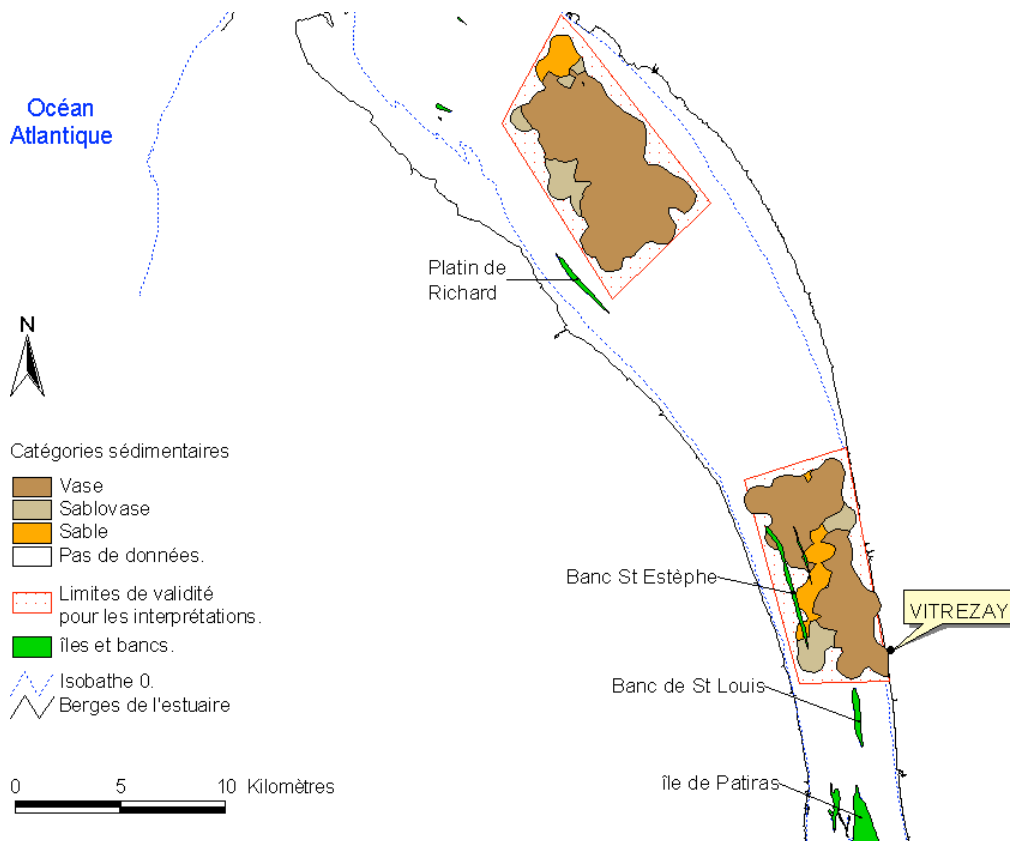 Océan
Atlantique
Platin de
Richard
N
Catégories sédimentaires
Vase
Sablovase
Sable
Pas de données.
Limites de validité
pour les interprétations.
îles et bancs.
Isobathe 0.
Berges de l'estuaire
Banc St Estèphe
VITREZAY
Banc de St Louis
île de Patiras
0 5 10 Kilomètres